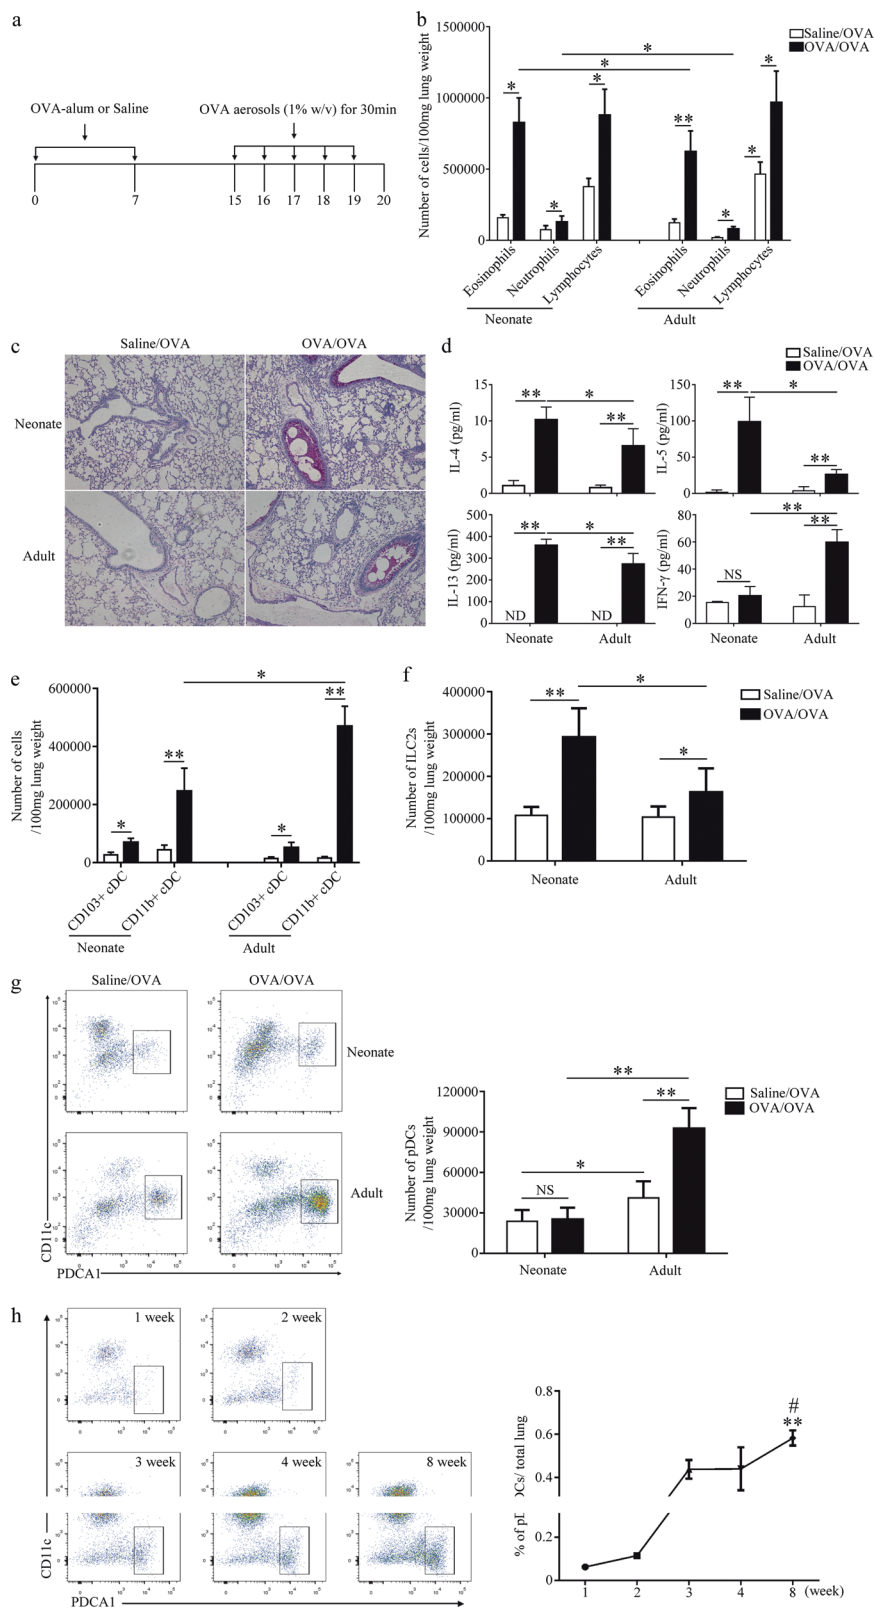 a
OVA-alum or Saline
OVA aerosols (1% w/v) for 30min
0 7 15 16 17 18 19 20
b
Saline/OVA
OVA/OVA
Number of cells/100mg lung weight
1500000
1000000
500000
0
* * * * * ** * * *
Eosinophils Neutrophils Lymphocytes Eosinophils Neutrophils Lymphocytes
Neonate Adult
c
Saline/OVA OVA/OVA
Neonate
Adult
d
Saline/OVA
OVA/OVA
IL-4 (pg/ml)
15
10
5
0
** * **
IL-5 (pg/ml)
150
100
50
0
** * **
IL-13 (pg/ml)
500
400
300
200
100
0
** * **
ND ND
Neonate Adult
IFN-γ (pg/ml)
80
60
40
20
0
** **
NS
Neonate Adult
e
Number of cells
/100mg lung weight
600000
400000
200000
0
* ** * * **
CD103+ cDC CD11b+ cDC CD103+ cDC CD11b+ cDC
Neonate Adult
f
Saline/OVA
OVA/OVA
Number of ILC2s
/100mg lung weight
400000
300000
200000
100000
0
** * *
Neonate Adult
g
Saline/OVA OVA/OVA
Neonate
Adult
CD11c
PDCA1
Saline/OVA
OVA/OVA
Number of pDCs
/100mg lung weight
120000
90000
60000
30000
0
** ** *
NS
Neonate Adult
h
1 week 2 week
3 week 4 week 8 week
CD11c
PDCA1
% of pD
OCs/ total lung
0.8
0.6
0.4
0.2
0
#
**
1 2 3 4 8 (week)